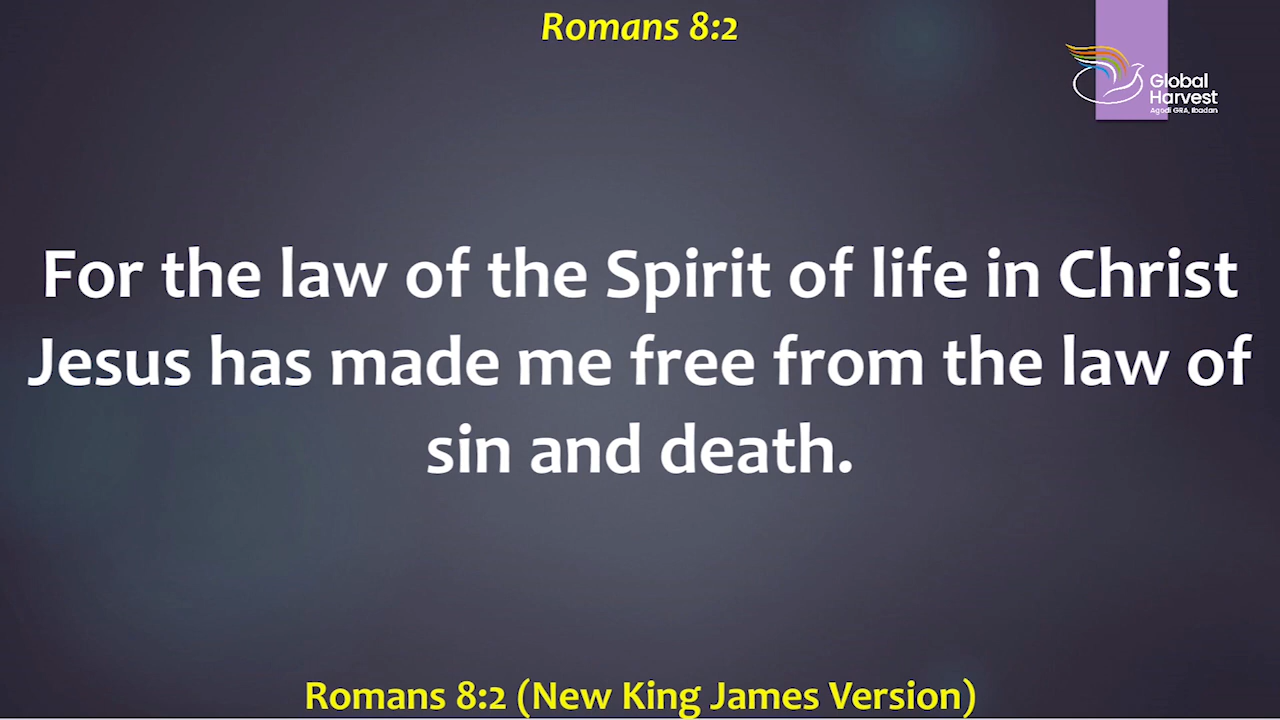 Romans 8:2
Global
Harvest
Agodi GRA, Ibadan
For the law of the Spirit of life in Christ
Jesus has made me free from the law of
sin and death.
Romans 8:2 (New King James Version)